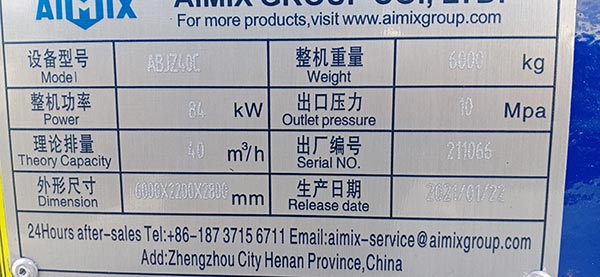 AIMIX AIMIX GROUP CO., LTD.
For more products,visit www.aimixgroup.com
设备型号 ABJZ40C 整机重量 6000 kg
Model Weight
整机功率 84 kW 出口压力 10 Mpa
Power Outlet pressure
理论排量 40 m³/h 出厂编号 211066
Theory Capacity Serial NO.
外形尺寸 6000X2200X2800 mm 生产日期 2021/01/22
Dimension Release date
24Hours after-sales Tel:+86-187 3715 6711 Email:aimix-service@aimixgroup.com
Add:Zhengzhou City Henan Province,China